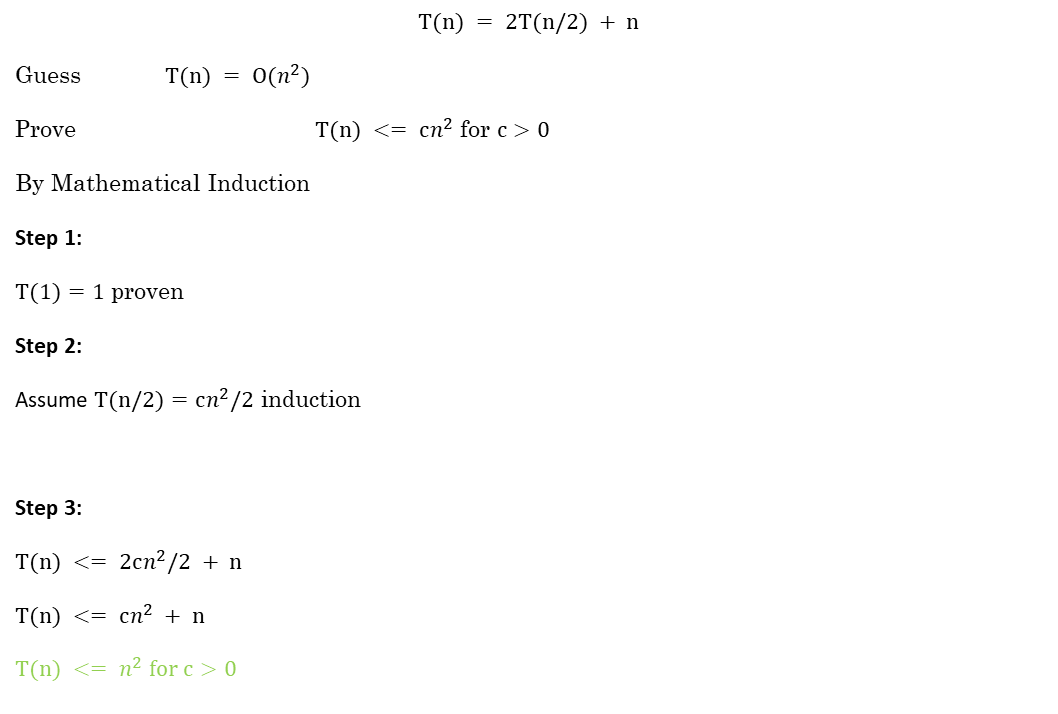 T(n) = 2T(n/2) + n
Guess T(n) = O(n²)
Prove T(n) <= cn² for c > 0
By Mathematical Induction
Step 1:
T(1) = 1 proven
Step 2:
Assume T(n/2) = cn²/2 induction
Step 3:
T(n) <= 2cn²/2 + n
T(n) <= cn² + n
T(n) <= n² for c > 0